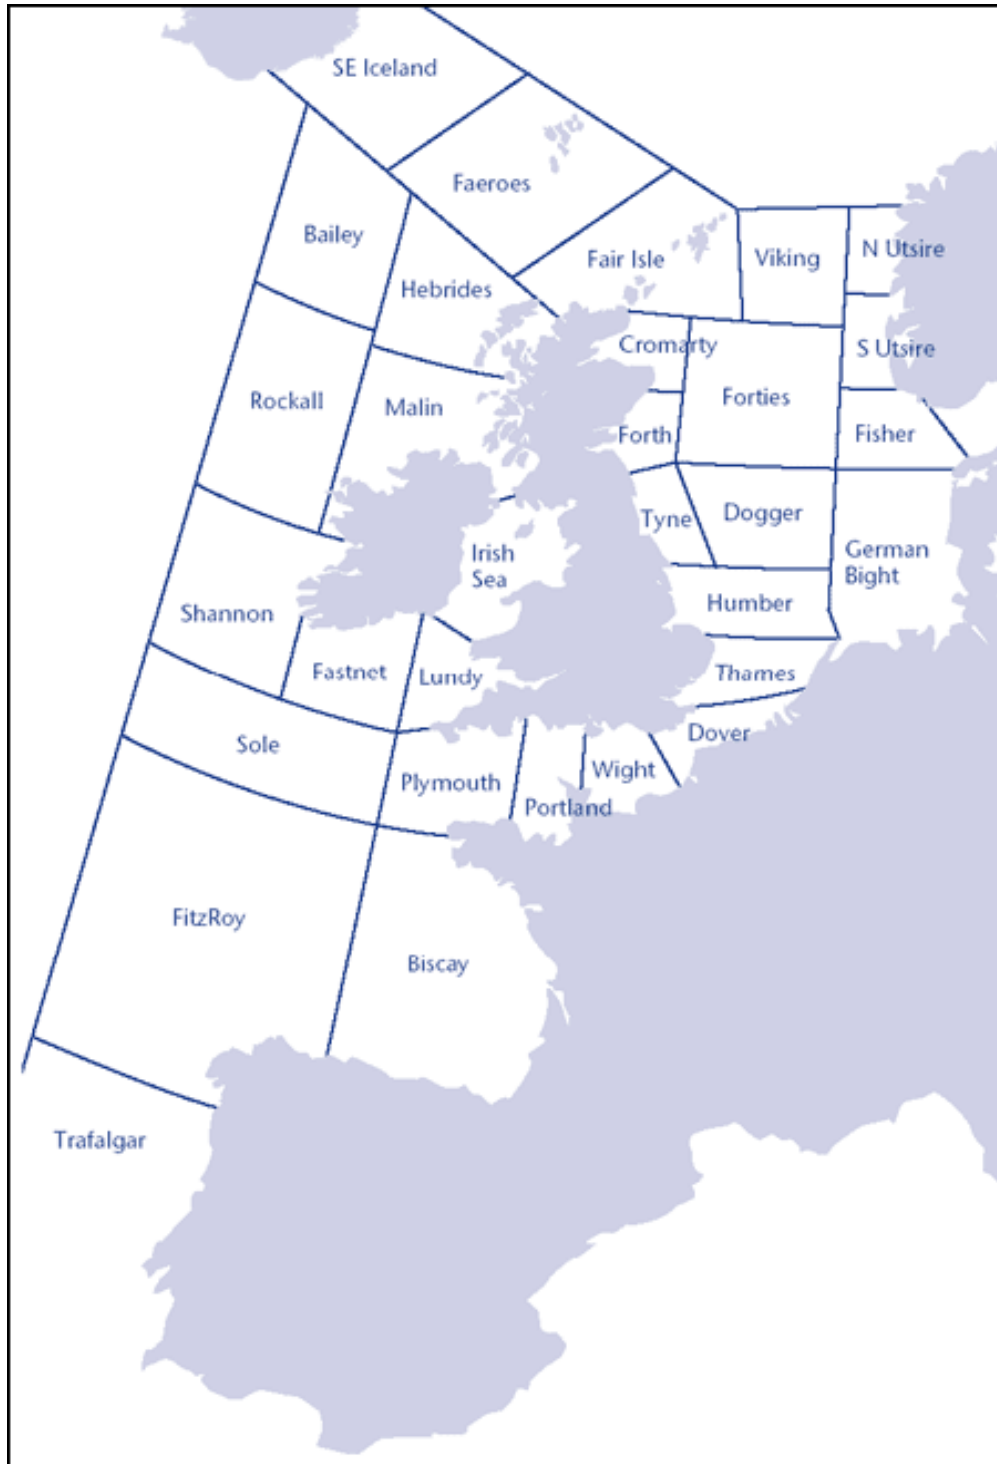 SE Iceland
Faeroes
Bailey
Fair Isle
Viking
N Utsire
Hebrides
Cromarty
S Utsire
Rockall
Malin
Forties
Forth
Fisher
Tyne
Dogger
Irish
Sea
German
Bight
Shannon
Humber
Fastnet
Lundy
Thames
Sole
Dover
Plymouth
Wight
Portland
FitzRoy
Biscay
Trafalgar